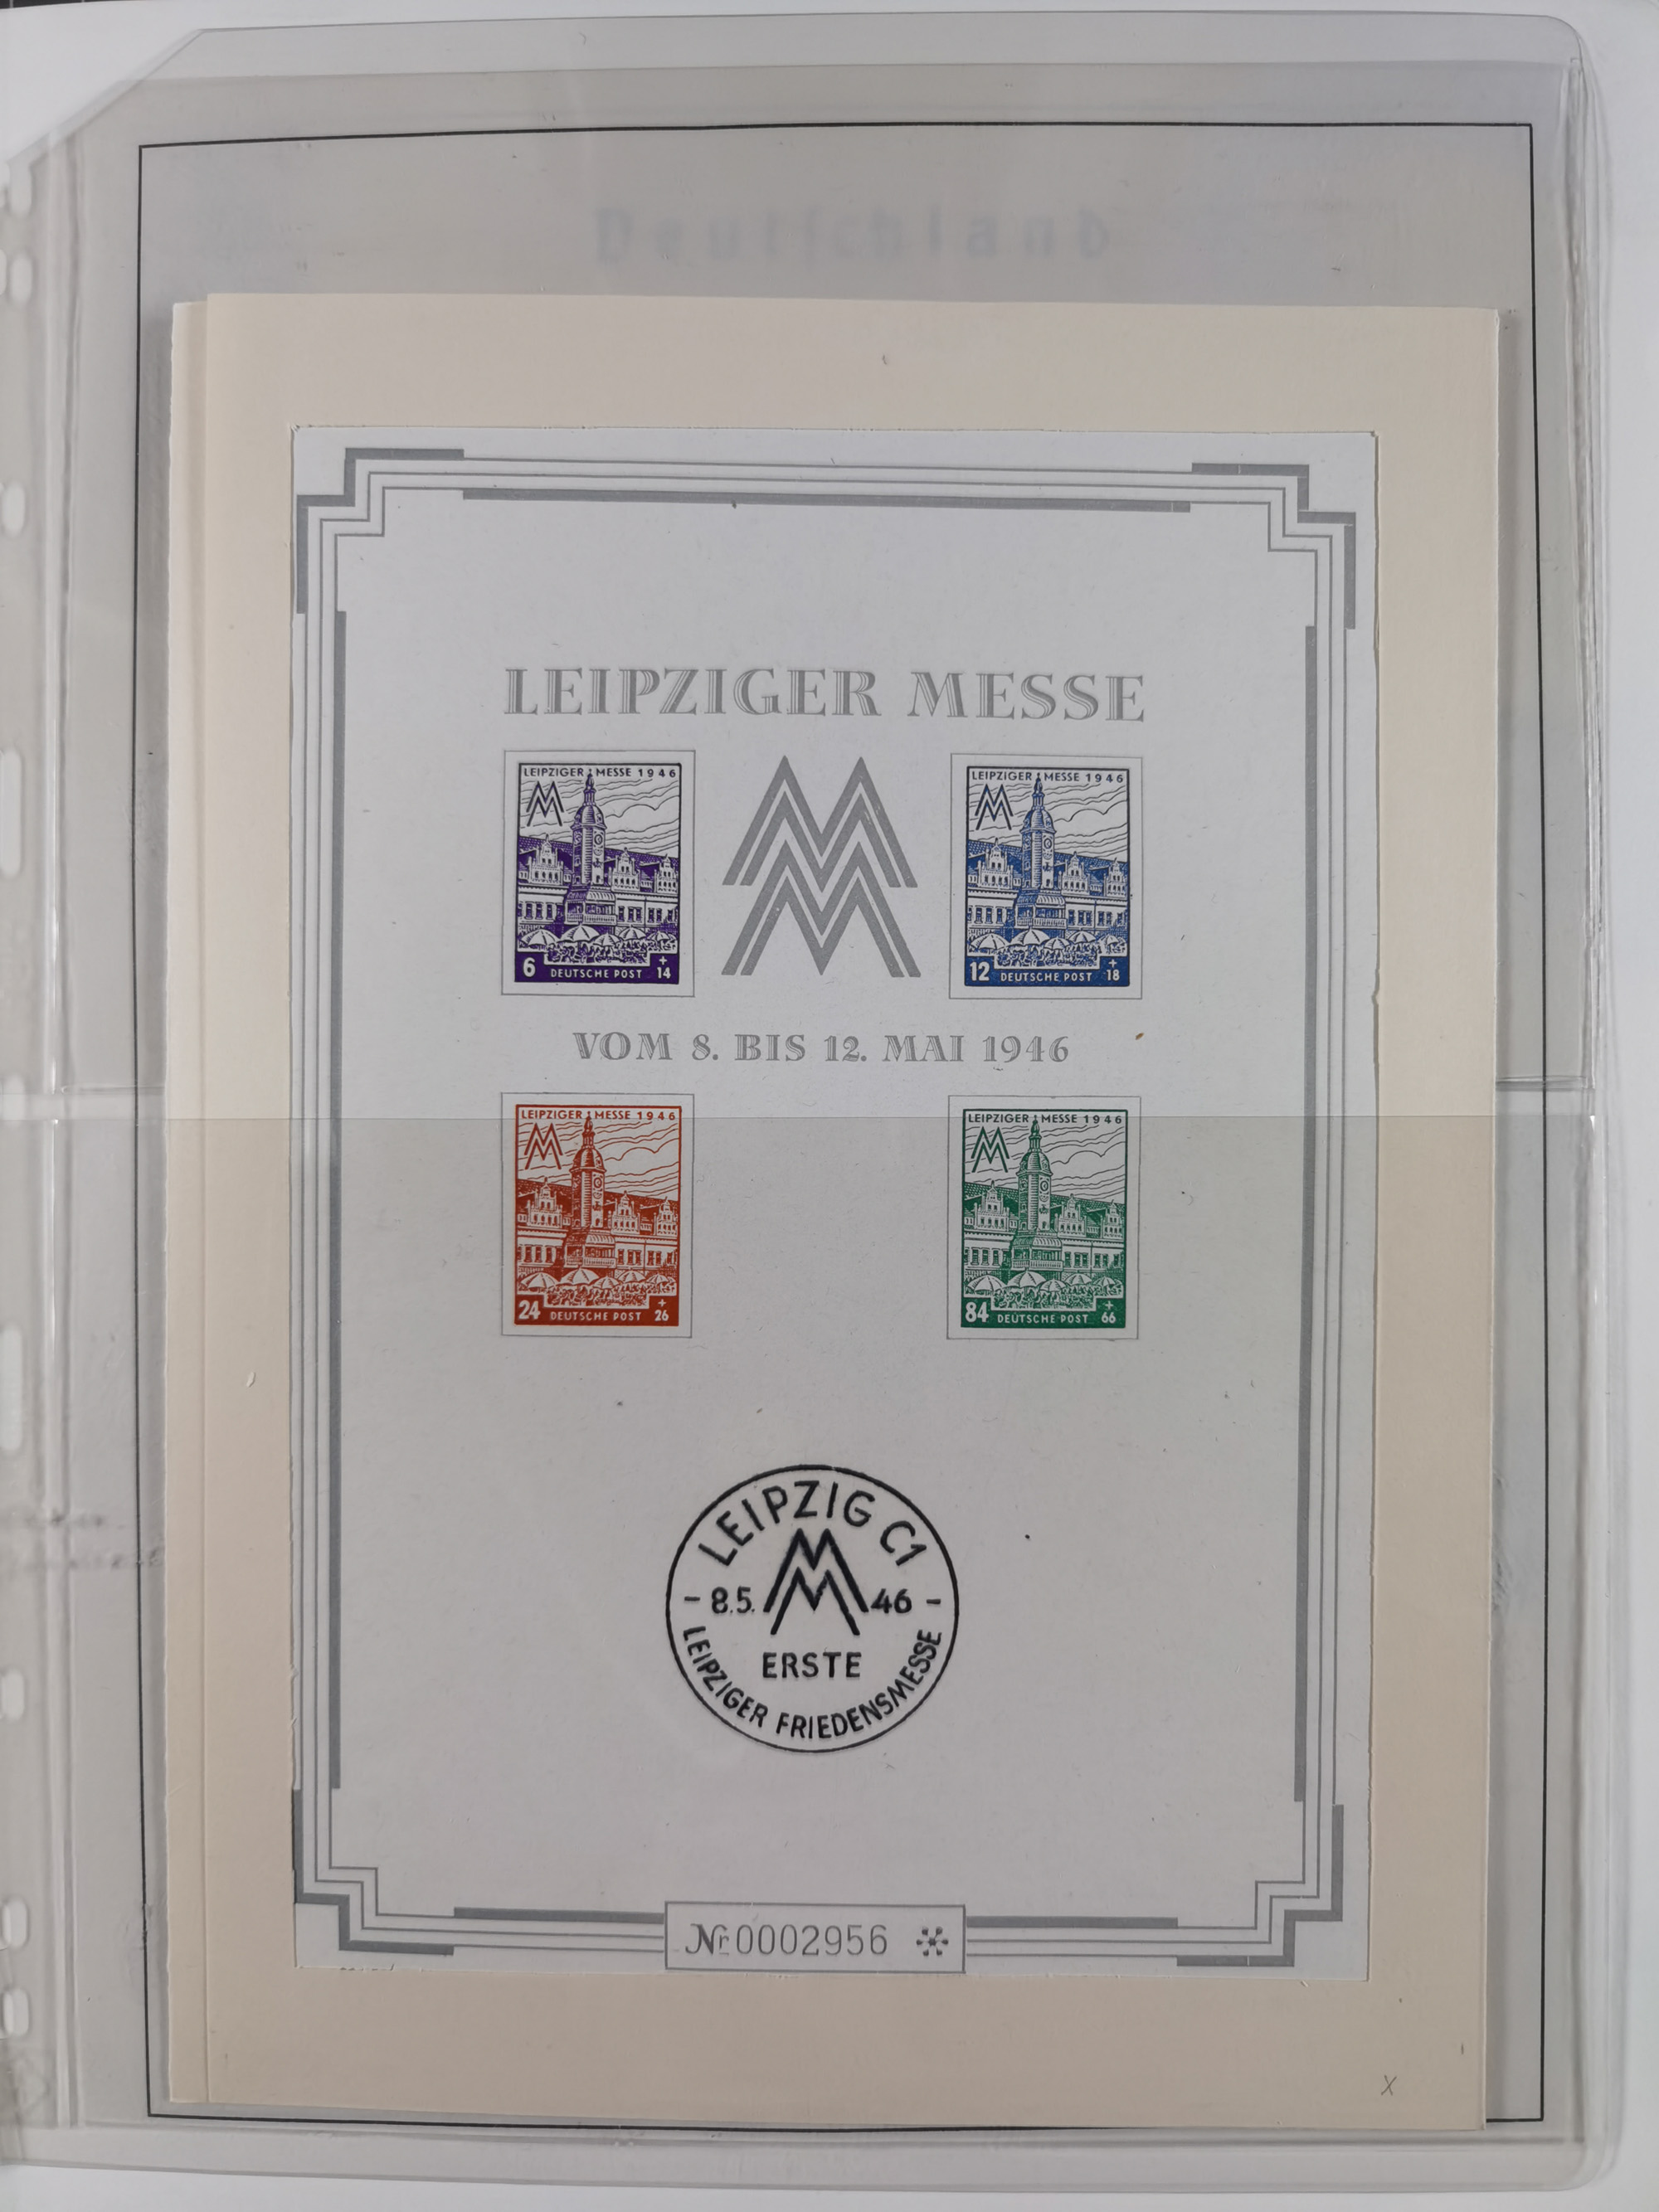 Deutſchland
LEIPZIGER MESSE
LEIPZIGER MESSE 1946
6 DEUTSCHE POST + 14
LEIPZIGER MESSE 1946
12 DEUTSCHE POST + 18
VOM 8. BIS 12. MAI 1946
LEIPZIGER MESSE 1946
24 DEUTSCHE POST + 26
LEIPZIGER MESSE 1946
84 DEUTSCHE POST + 66
LEIPZIG C1
- 8.5. 46 -
ERSTE
LEIPZIGER FRIEDENSMESSE
Nr. 0002956 *
x